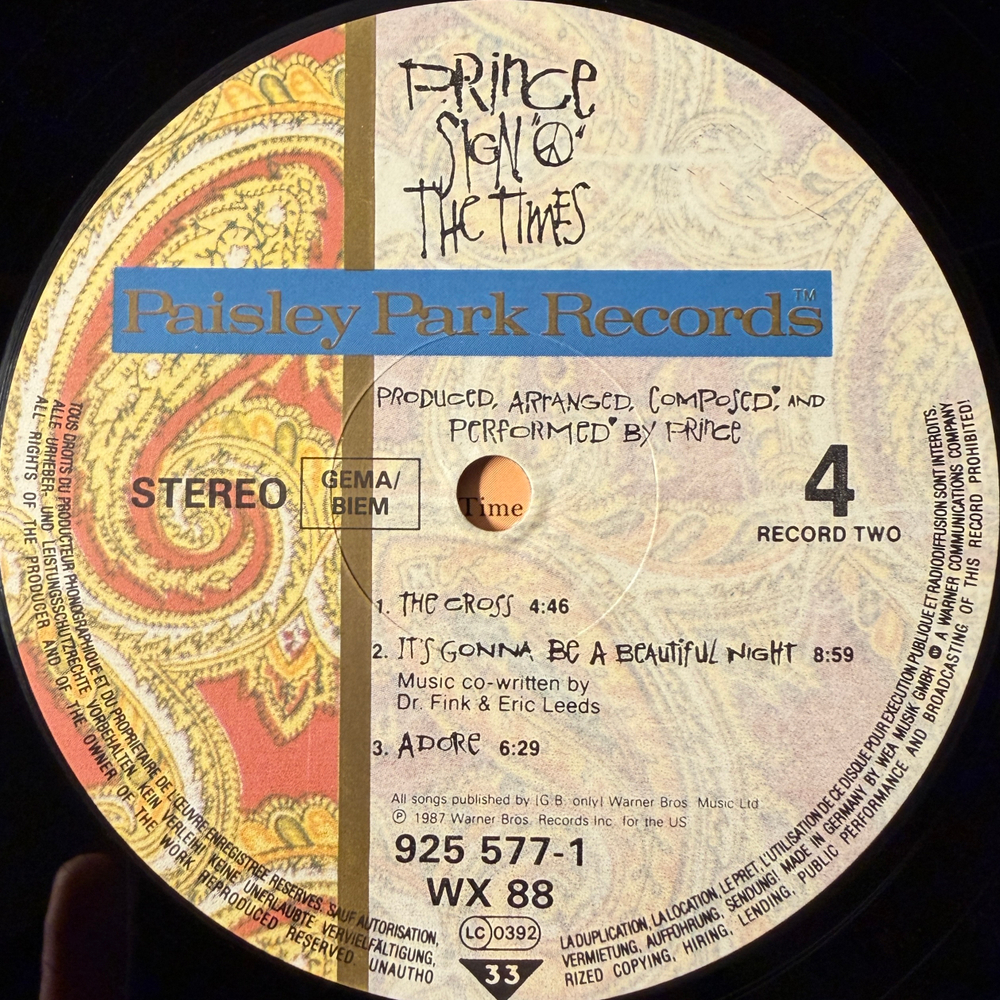 PRINCE
SIGN "☮"
THE TIMES
Paisley Park Records™
PRODUCED, ARRANGED, COMPOSED, AND
PERFORMED BY PRINCE
STEREO
GEMA/
BIEM
Time
4
RECORD TWO
1. THE CROSS 4:46
2. IT'S GONNA BE A BEAUTIFUL NIGHT 8:59
Music co-written by
Dr. Fink & Eric Leeds
3. ADORE 6:29
All songs published by (G.B. only) Warner Bros. Music Ltd
℗ 1987 Warner Bros. Records Inc. for the US
925 577-1
WX 88
LC 0392
33
TOUS DROITS DU PRODUCTEUR PHONOGRAPHIQUE ET DU PROPRIETAIRE DE L'ŒUVRE ENREGISTREE RESERVES. SAUF AUTORISATION, LA DUPLICATION, LA LOCATION, LE PRET, L'UTILISATION DE CE DISQUE POUR EXECUTION PUBLIQUE ET RADIODIFFUSION SONT INTERDITS.
ALLE URHEBER- UND LEISTUNGSSCHUTZRECHTE VORBEHALTEN. KEIN VERLEIH! KEINE UNERLAUBTE VERVIELFÄLTIGUNG, VERMIETUNG, AUFFÜHRUNG, SENDUNG! MADE IN GERMANY BY WEA MUSIK GMBH A WARNER COMMUNICATIONS COMPANY
ALL RIGHTS OF THE PRODUCER AND OF THE OWNER OF THE WORK REPRODUCED RESERVED. UNAUTHORIZED COPYING, HIRING, LENDING, PUBLIC PERFORMANCE AND BROADCASTING OF THIS RECORD PROHIBITED!